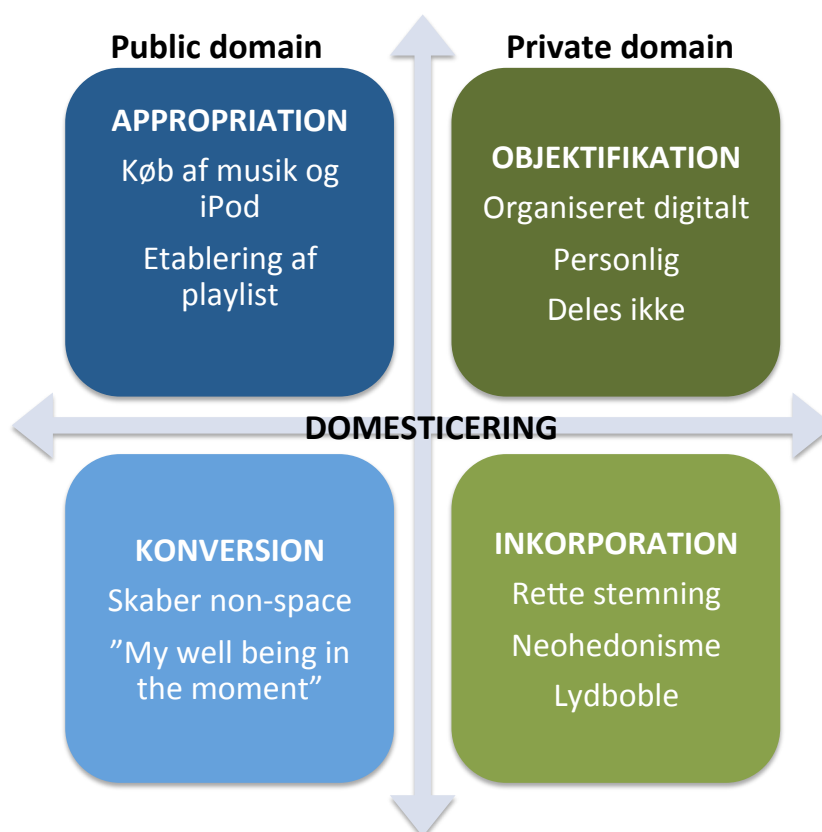 Public domain
Private domain
APPROPRIATION
Køb af musik og
iPod
Etablering af
playlist
OBJEKTIFIKATION
Organiseret digitalt
Personlig
Deles ikke
DOMESTICERING
KONVERSION
Skaber non-space
”My well being in
the moment”
INKORPORATION
Rette stemning
Neohedonisme
Lydboble